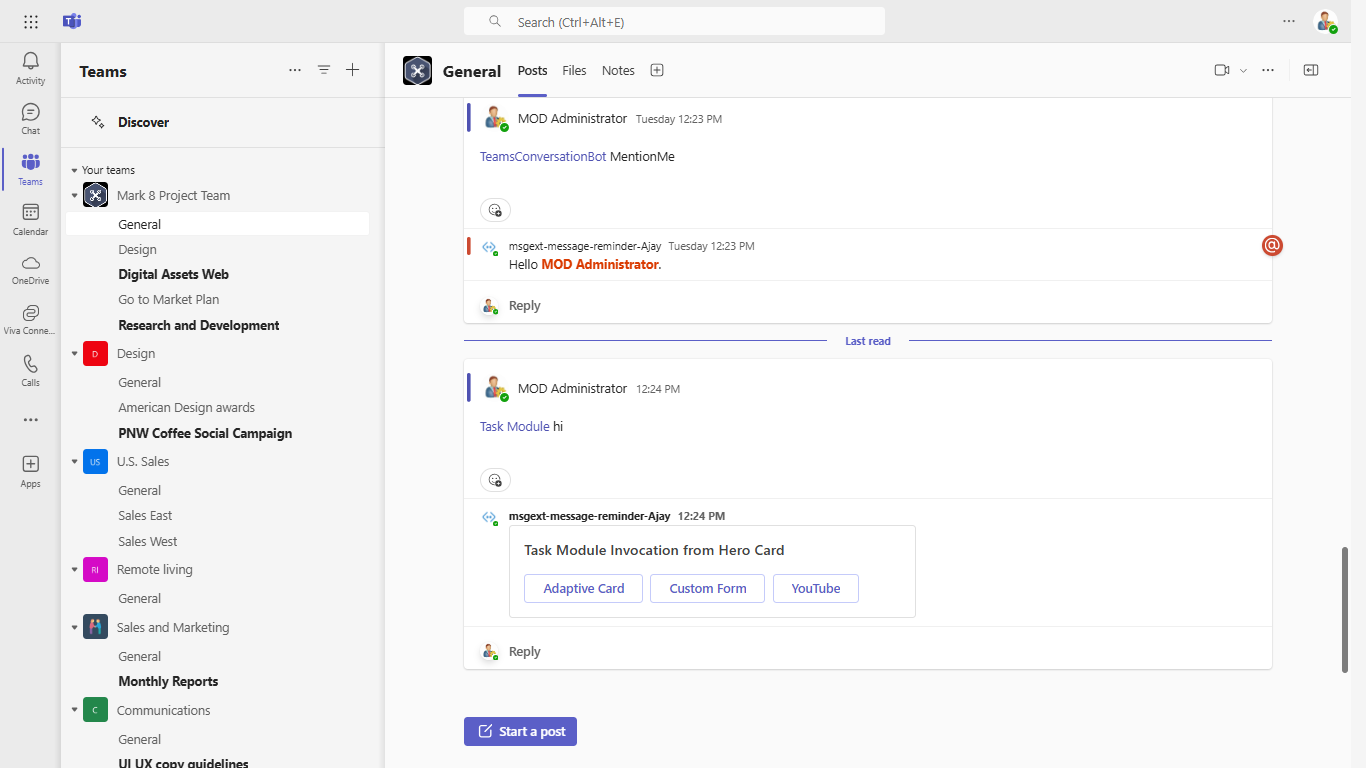 Search (Ctrl+Alt+E)
Activity
Chat
Teams
Calendar
OneDrive
Viva Conne...
Calls
Apps
Teams
Discover
Your teams
Mark 8 Project Team
General
Design
Digital Assets Web
Go to Market Plan
Research and Development
D Design
General
American Design awards
PNW Coffee Social Campaign
US U.S. Sales
General
Sales East
Sales West
Rl Remote living
General
Sales and Marketing
General
Monthly Reports
C Communications
General
UI UX copy guidelines
General Posts Files Notes
MOD Administrator Tuesday 12:23 PM
TeamsConversationBot MentionMe
msgext-message-reminder-Ajay Tuesday 12:23 PM
Hello MOD Administrator.
Reply
Last read
MOD Administrator 12:24 PM
Task Module hi
msgext-message-reminder-Ajay 12:24 PM
Task Module Invocation from Hero Card
Adaptive Card Custom Form YouTube
Reply
Start a post